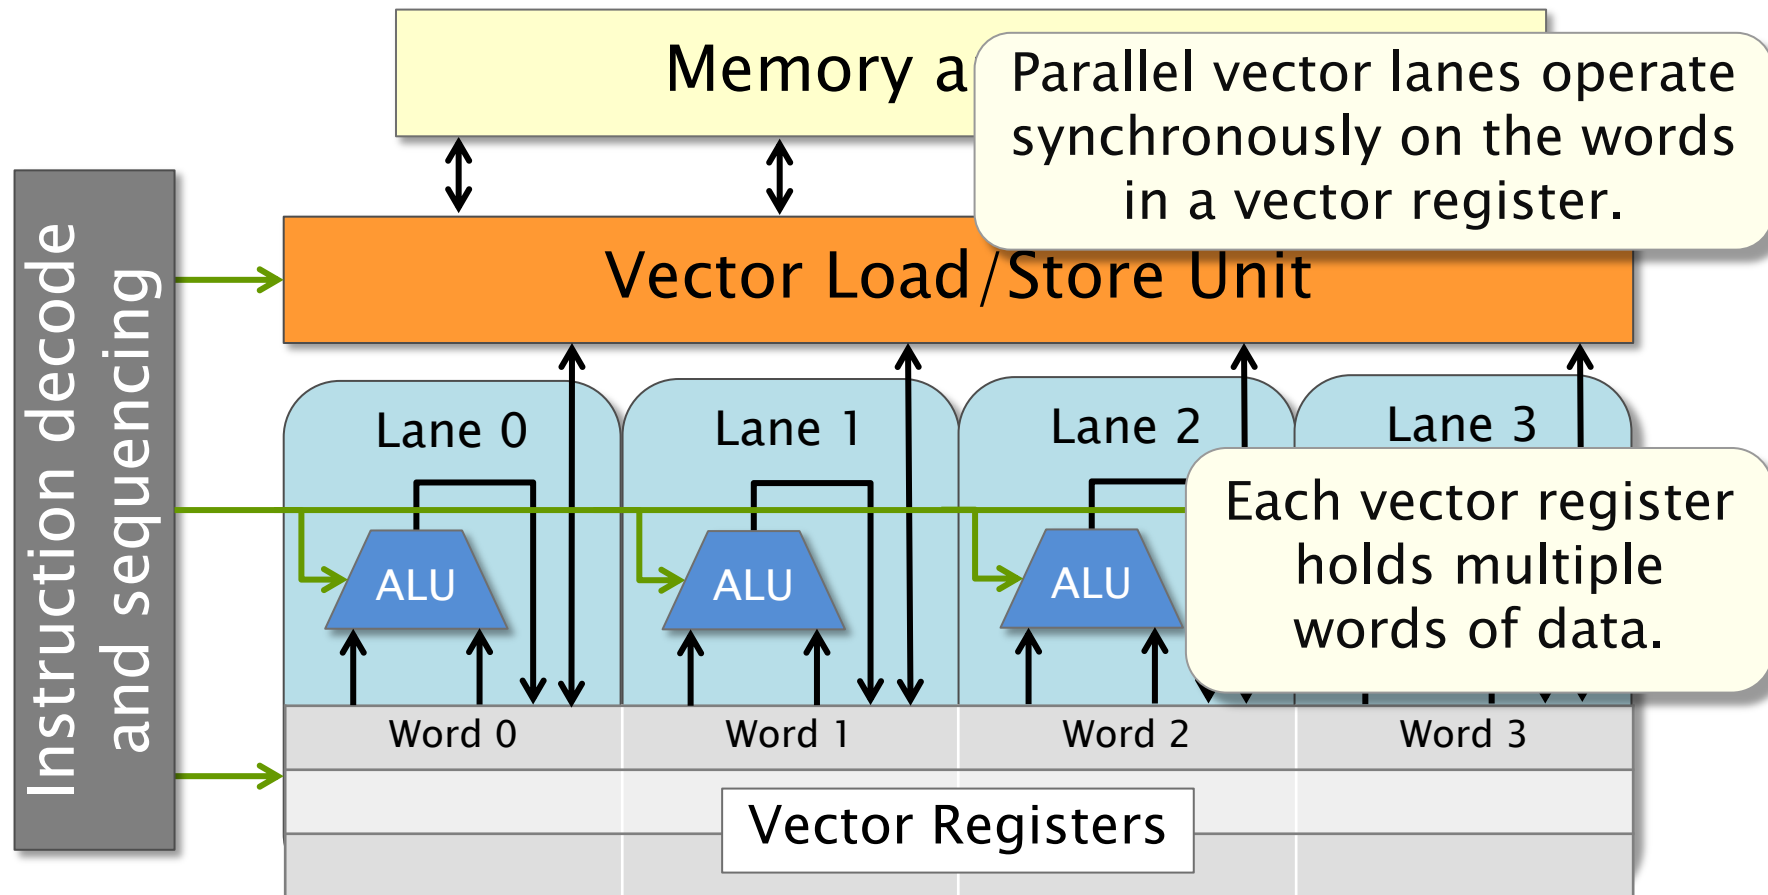 Memory a
Parallel vector lanes operate
synchronously on the words
in a vector register.
Instruction decode
and sequencing
Vector Load/Store Unit
Lane 0
Lane 1
Lane 2
Lane 3
Each vector register
holds multiple
words of data.
ALU
ALU
ALU
Word 0
Word 1
Word 2
Word 3
Vector Registers